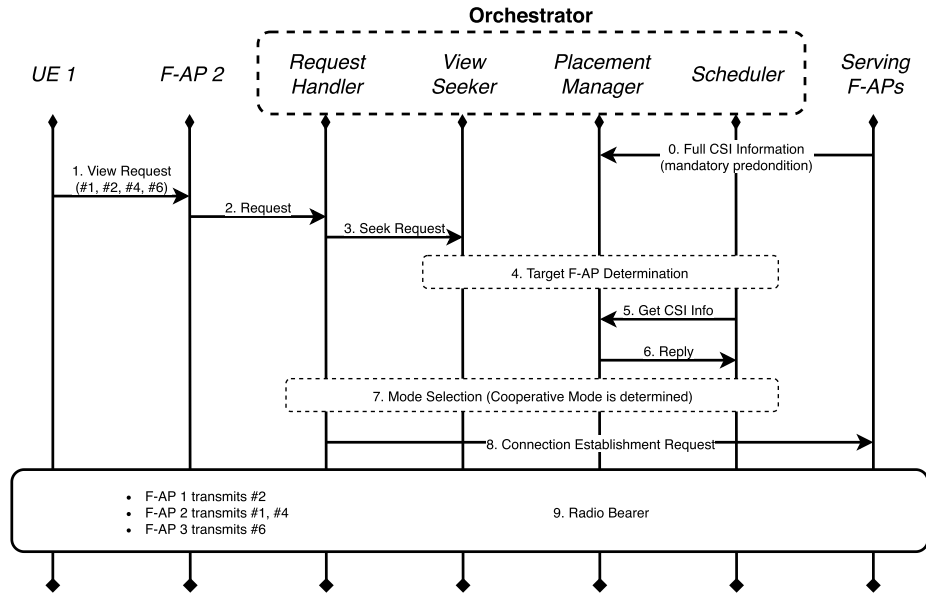 Orchestrator
UE 1
F-AP 2
Request
Handler
View
Seeker
Placement
Manager
Scheduler
Serving
F-APs
0. Full CSI Information
(mandatory predondition)
1. View Request
(#1, #2, #4, #6)
2. Request
3. Seek Request
4. Target F-AP Determination
5. Get CSI Info
6. Reply
7. Mode Selection (Cooperative Mode is determined)
8. Connection Establishment Request
• F-AP 1 transmits #2
• F-AP 2 transmits #1, #4
• F-AP 3 transmits #6
9. Radio Bearer